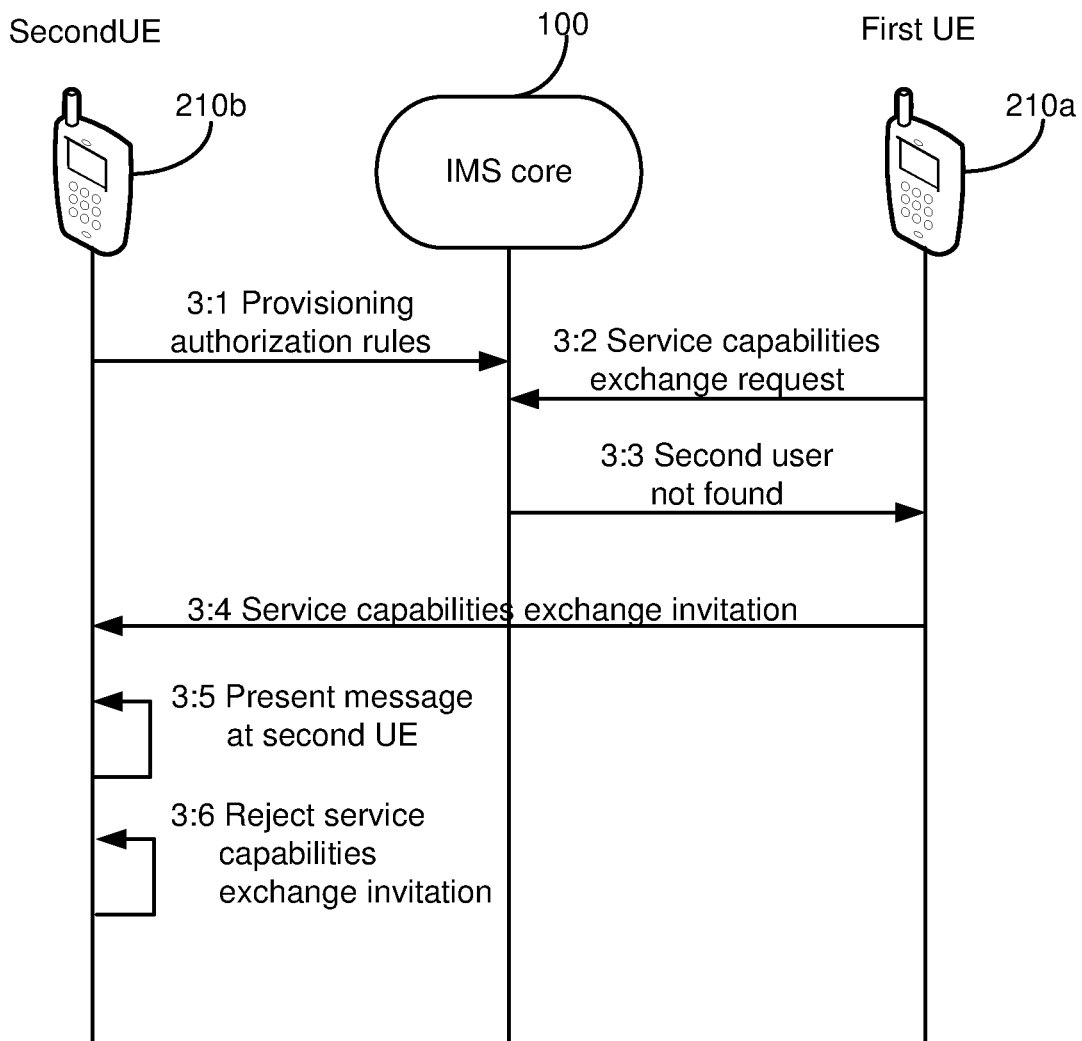 SecondUE
100
First UE
210b
210a
IMS core
3:1 Provisioning
authorization rules
3:2 Service capabilities
exchange request
3:3 Second user
not found
3:4 Service capabilities exchange invitation
3:5 Present message
at second UE
3:6 Reject service
capabilities
exchange invitation